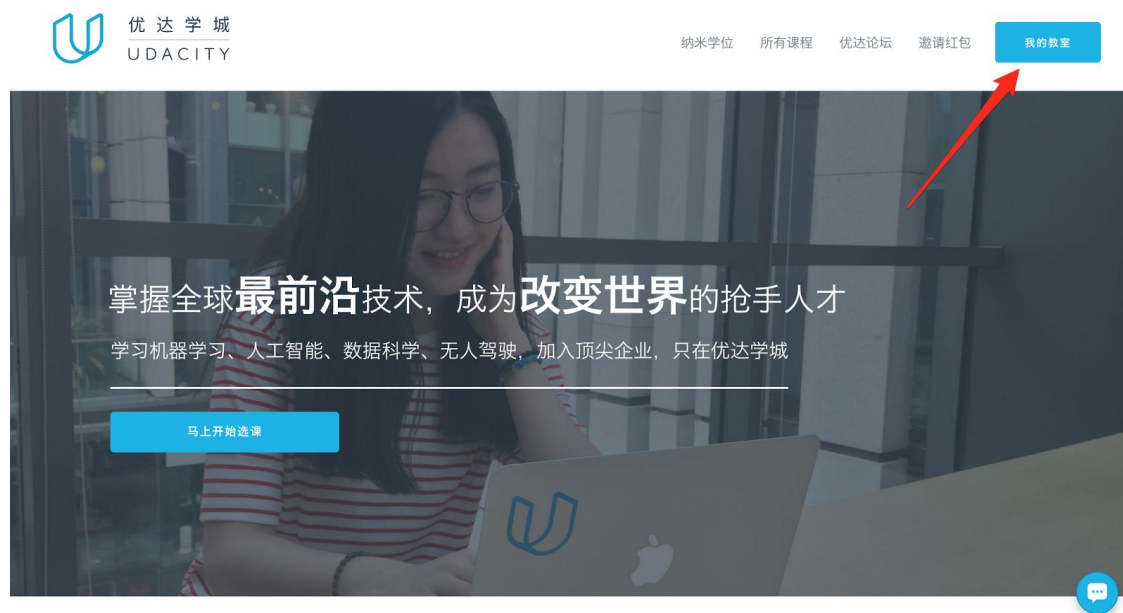 优达学城
UDACITY
纳米学位 所有课程 优达论坛 邀请红包 我的教室
掌握全球最前沿技术，成为改变世界的抢手人才
学习机器学习、人工智能、数据科学、无人驾驶，加入顶尖企业，只在优达学城
马上开始选课